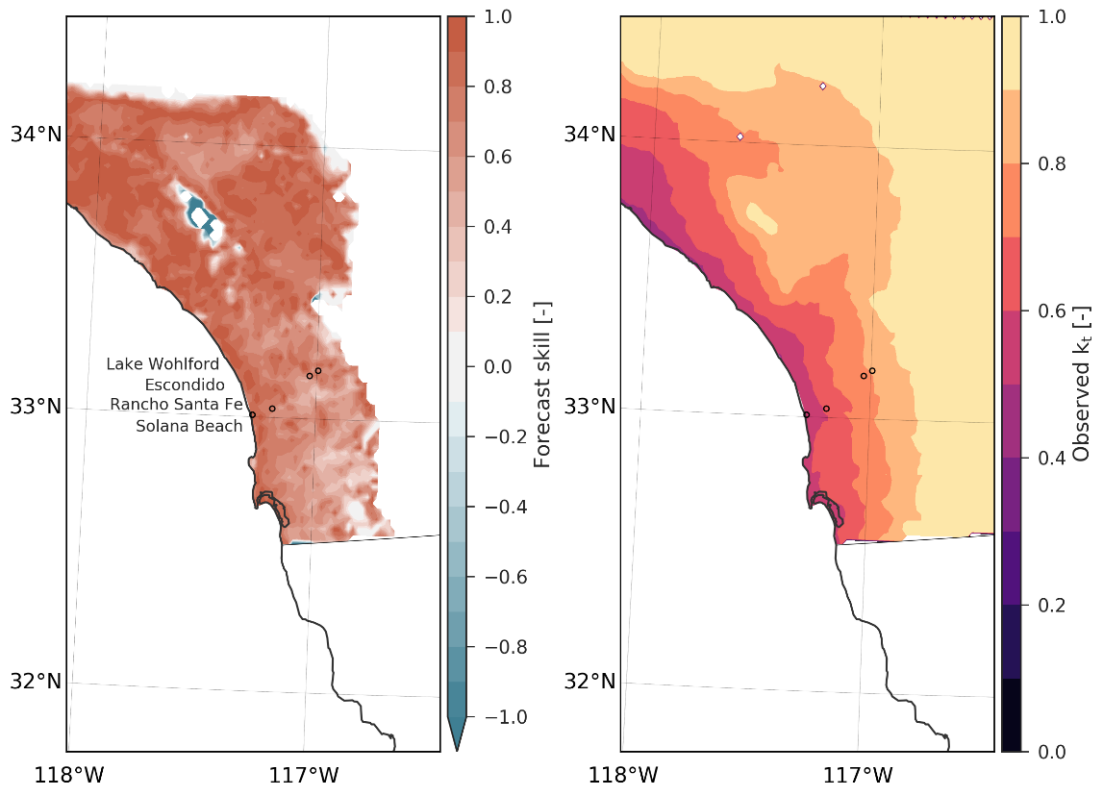 34°N
33°N
32°N
118°W
117°W
Lake Wohlford
Escondido
Rancho Santa Fe
Solana Beach
1.0
0.8
0.6
0.4
0.2
0.0
−0.2
−0.4
−0.6
−0.8
−1.0
Forecast skill [-]
34°N
33°N
32°N
118°W
117°W
1.0
0.8
0.6
0.4
0.2
0.0
Observed kt [-]